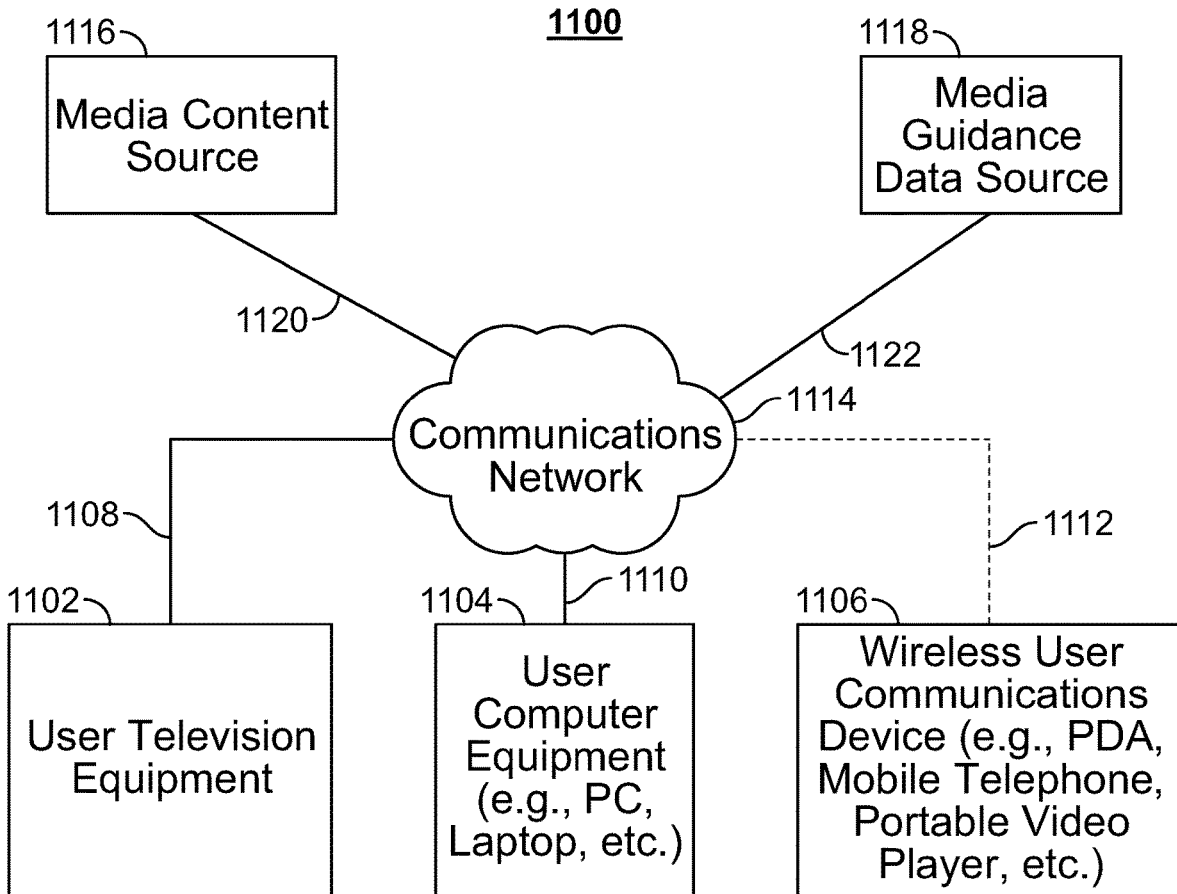 1100
1116
1118
Media Content
Source
Media
Guidance
Data Source
1120
1122
1114
Communications
Network
1108
1112
1110
1102
1104
1106
User Television
Equipment
User
Computer
Equipment
(e.g., PC,
Laptop, etc.)
Wireless User
Communications
Device (e.g., PDA,
Mobile Telephone,
Portable Video
Player, etc.)